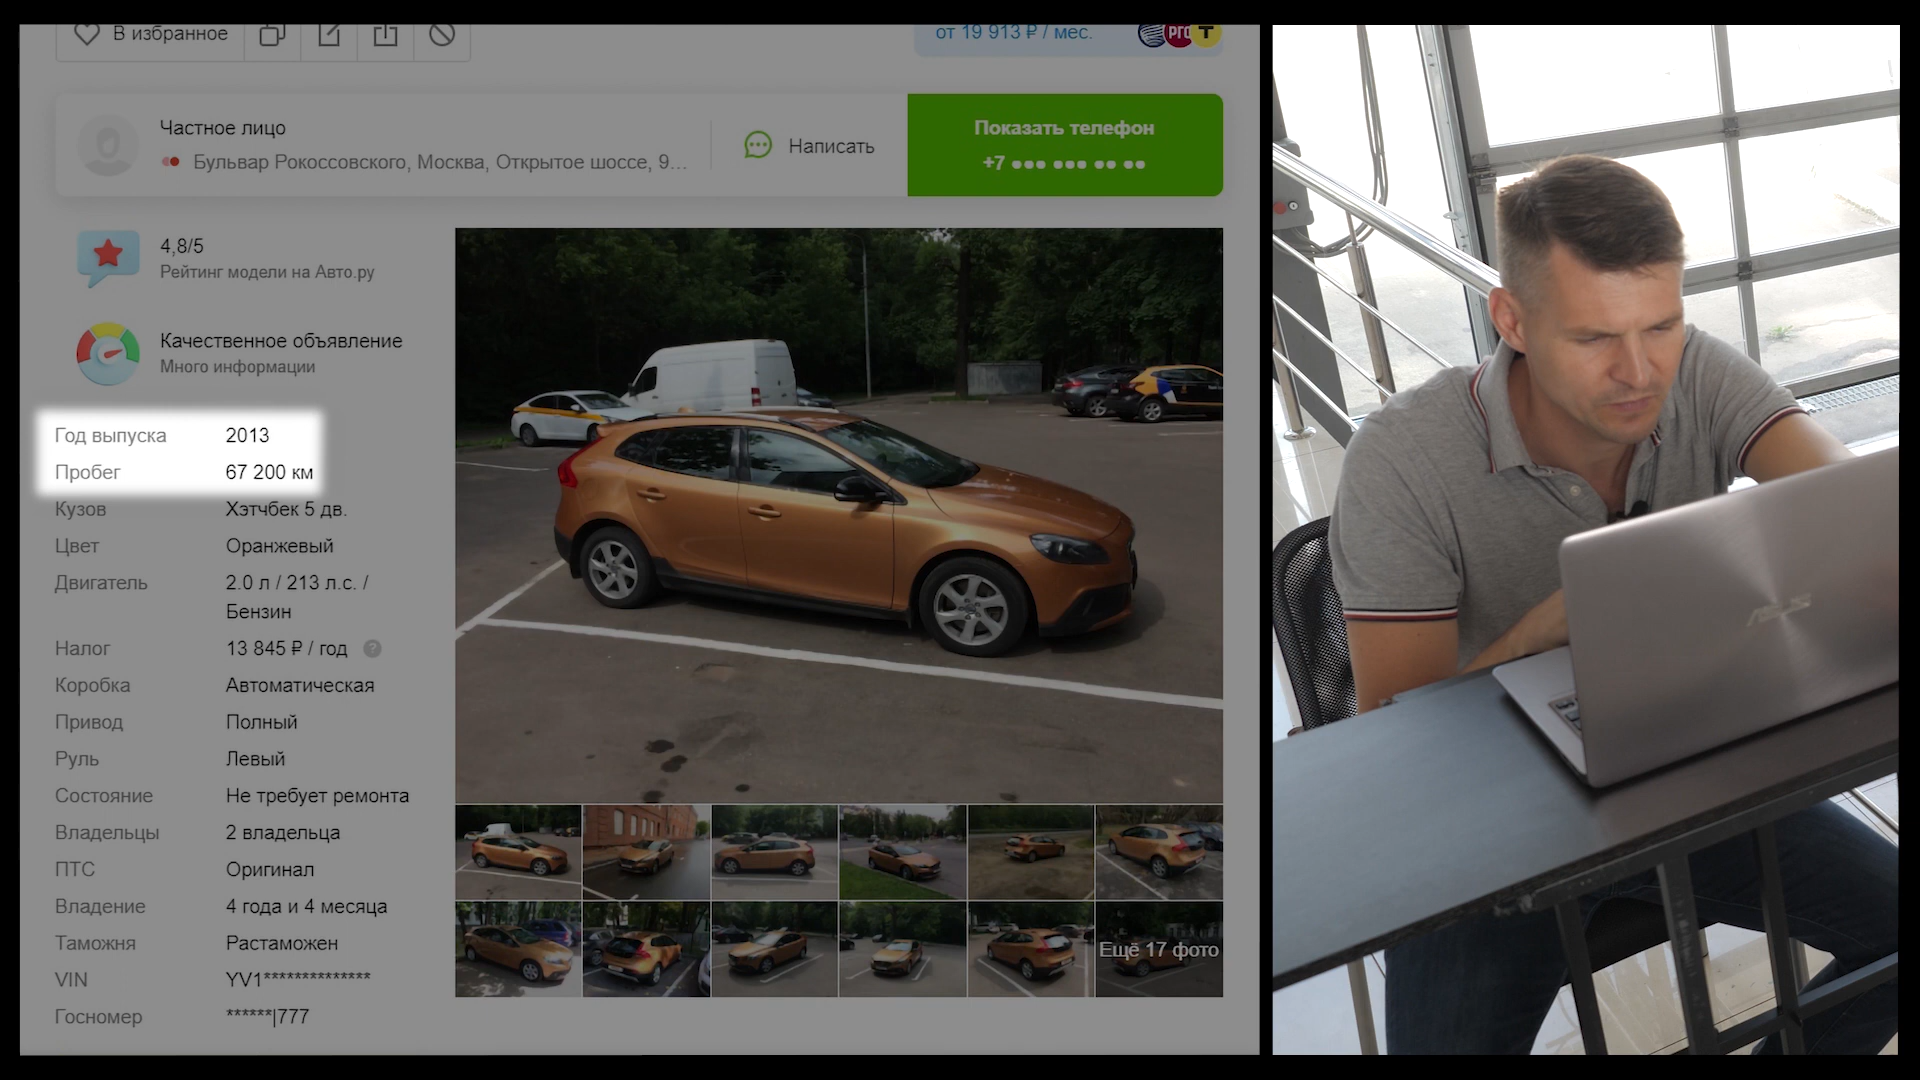 В избранное
от 19 913 ₽ / мес.
РГС
Т
Частное лицо
Бульвар Рокоссовского, Москва, Открытое шоссе, 9...
Написать
Показать телефон
+7 ••• ••• •• ••
4,8/5
Рейтинг модели на Авто.ру
Качественное объявление
Много информации
Год выпуска 2013
Пробег 67 200 км
Кузов Хэтчбек 5 дв.
Цвет Оранжевый
Двигатель 2.0 л / 213 л.с. /
Бензин
Налог 13 845 ₽ / год ?
Коробка Автоматическая
Привод Полный
Руль Левый
Состояние Не требует ремонта
Владельцы 2 владельца
ПТС Оригинал
Владение 4 года и 4 месяца
Таможня Растаможен
VIN YV1**************
Госномер ******|777
Ещё 17 фото
ASUS